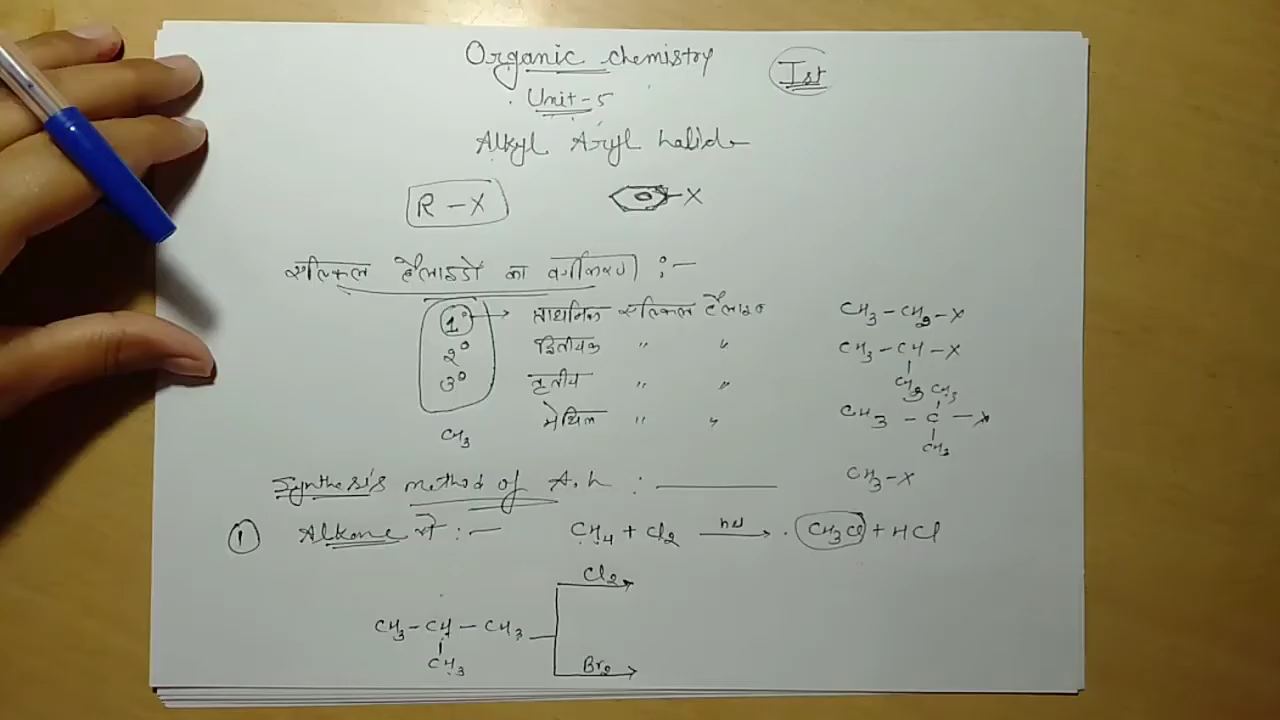 Organic chemistry
Ist
Unit-5
Alkyl Aryl halide
R-X
X
एल्किल हैलाइडों का वर्गीकरण :-
1° → प्राथमिक एल्किल हैलाइड CH3-CH2-X
2° द्वितीयक " " CH3-CH-X
CH3
3° तृतीय " "
CH3
CH3 - C - X
CH3
मेथिल " "
CH3
CH3-X
Synthesis method of A.h :
① Alkane से :- CH4 + Cl2 hν → CH3Cl + HCl
Cl2
CH3-CH-CH3
CH3
Br2